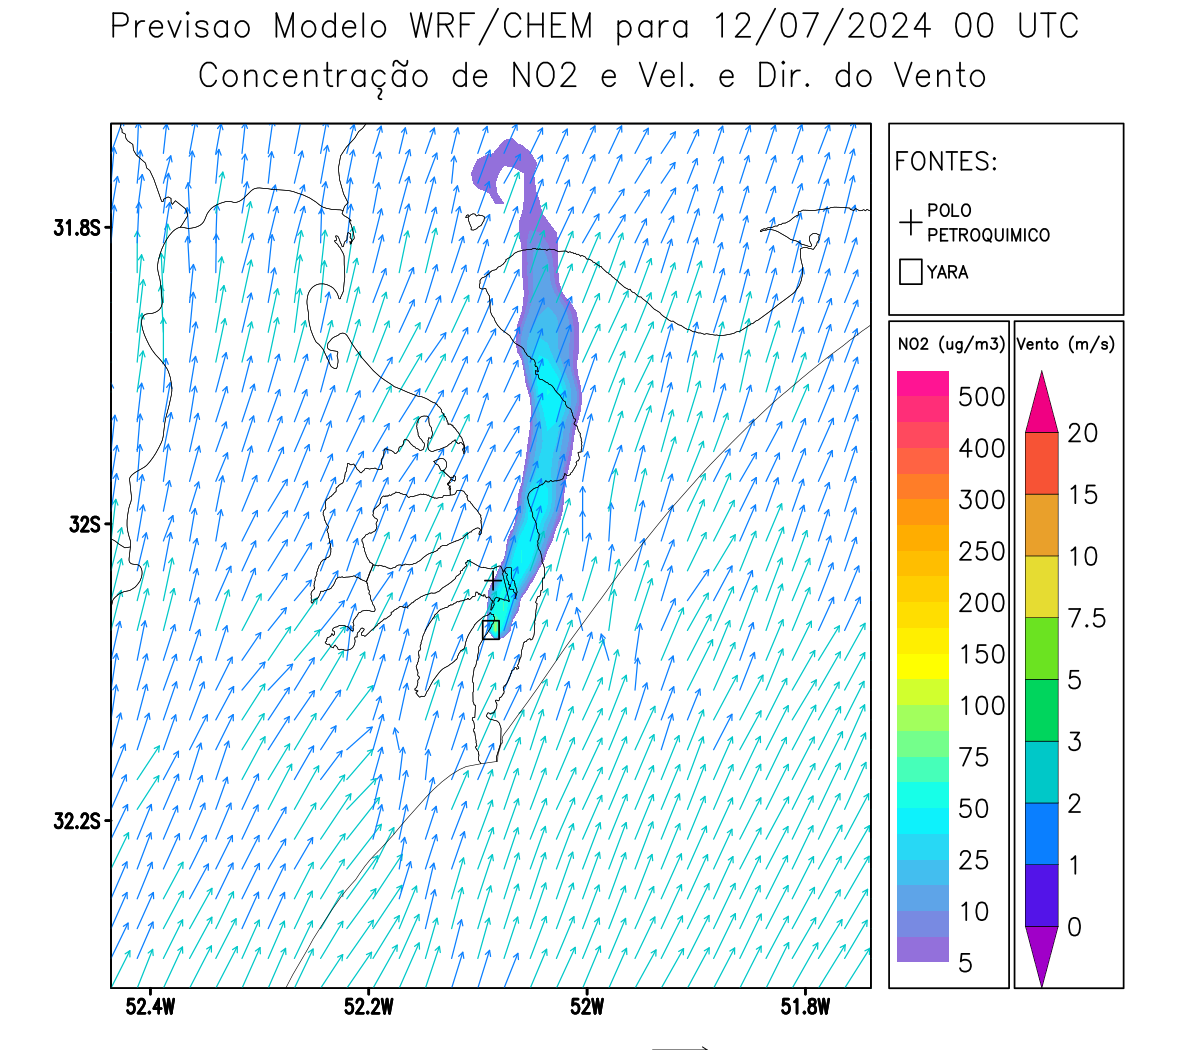 Previsao Modelo WRF/CHEM para 12/07/2024 00 UTC
Concentração de NO2 e Vel. e Dir. do Vento
FONTES:
POLO
PETROQUIMICO
YARA
NO2 (ug/m3)
500
400
300
250
200
150
100
75
50
25
10
5
Vento (m/s)
20
15
10
7.5
5
3
2
1
0
31.8S
32S
32.2S
52.4W
52.2W
52W
51.8W